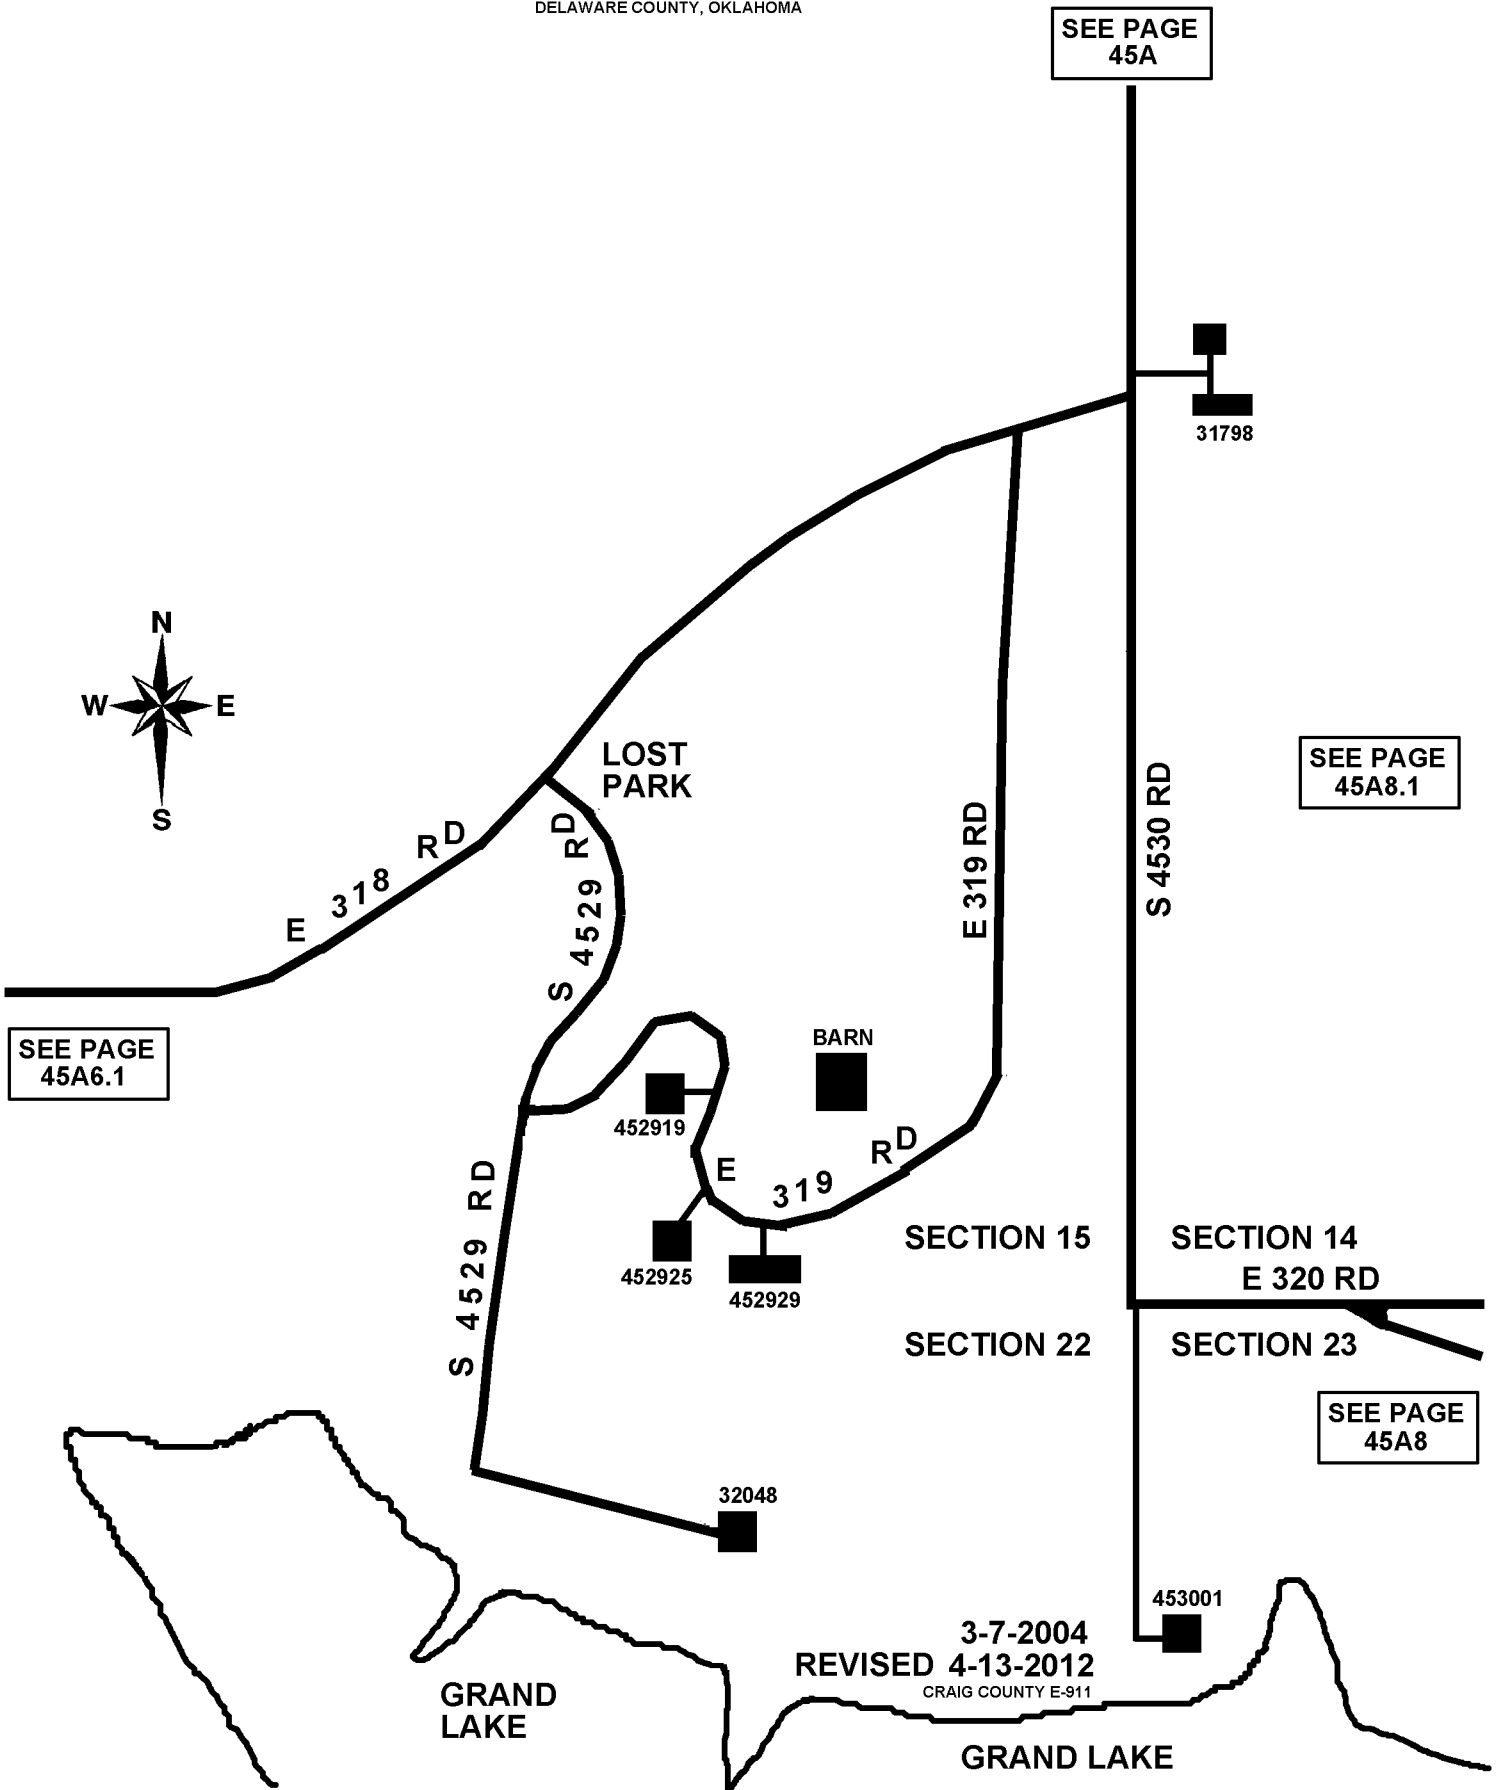 DELAWARE COUNTY, OKLAHOMA
SEE PAGE
45A
31798
N
W E
S
LOST
PARK
SEE PAGE
45A8.1
S 4530 RD
E 319 RD
E 318 RD
S 4529 RD
SEE PAGE
45A6.1
BARN
452919
E 319 RD
S 4529 RD
452925
452929
SECTION 15
SECTION 14
E 320 RD
SECTION 22
SECTION 23
SEE PAGE
45A8
32048
453001
3-7-2004
REVISED 4-13-2012
CRAIG COUNTY E-911
GRAND
LAKE
GRAND LAKE